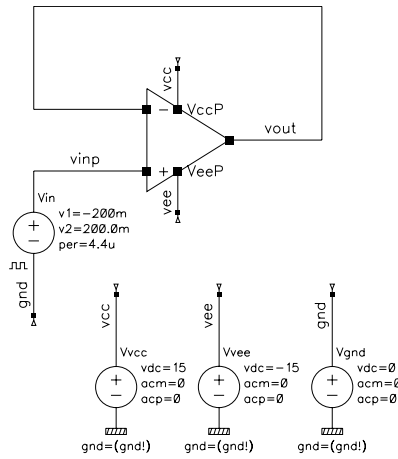 vcc
− VccP
vout
vinp
+ VeeP
vee
Vin
v1=-200m
v2=200.0m
per=4.4u
+
−
gnd
vcc
vee
gnd
Vvcc
Vvee
Vgnd
vdc=15
acm=0
acp=0
vdc=-15
acm=0
acp=0
vdc=0
acm=0
acp=0
+
−
+
−
+
−
gnd=(gnd!)
gnd=(gnd!)
gnd=(gnd!)